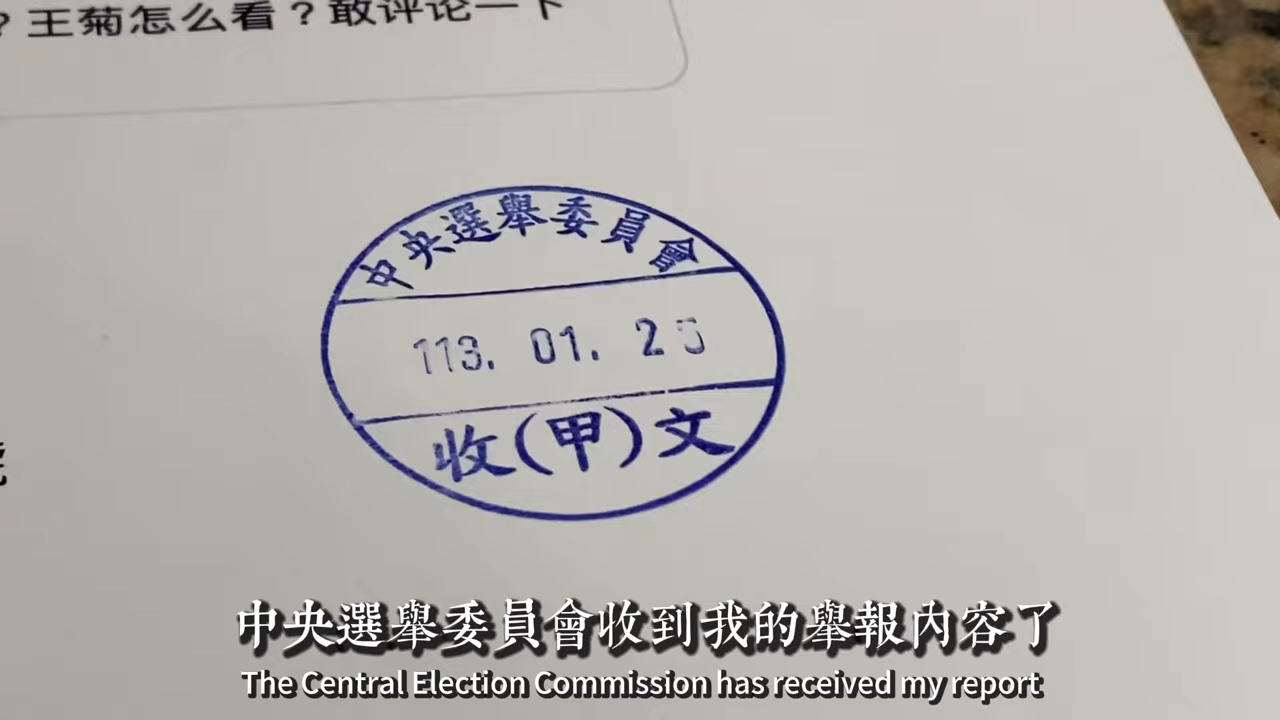 ？王菊怎么看？敢评论一下
中央選舉委員會
113. 01. 25
收(甲)文
中央選舉委員會收到我的舉報內容了
The Central Election Commission has received my report